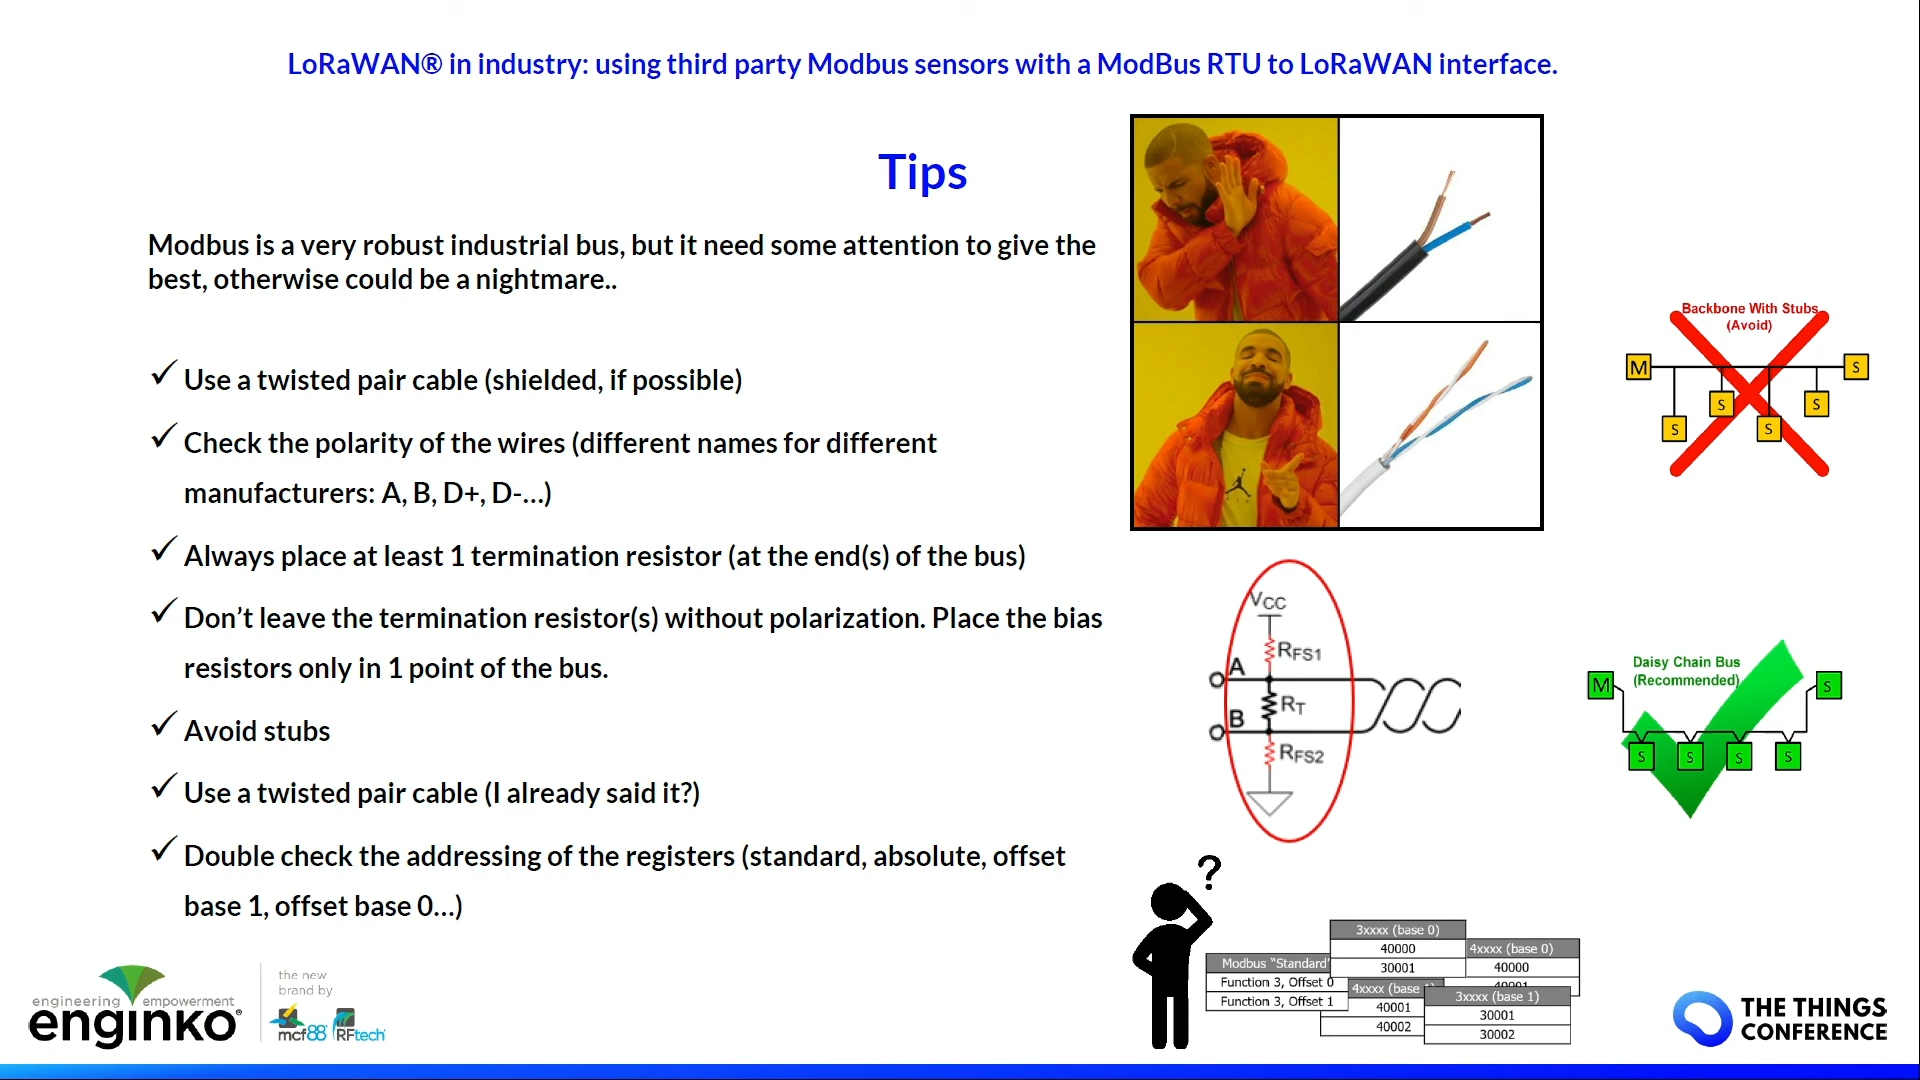 LoRaWAN® in industry: using third party Modbus sensors with a ModBus RTU to LoRaWAN interface.
Tips
Modbus is a very robust industrial bus, but it need some attention to give the
best, otherwise could be a nightmare..
✓ Use a twisted pair cable (shielded, if possible)
✓ Check the polarity of the wires (different names for different
manufacturers: A, B, D+, D-…)
✓ Always place at least 1 termination resistor (at the end(s) of the bus)
✓ Don’t leave the termination resistor(s) without polarization. Place the bias
resistors only in 1 point of the bus.
✓ Avoid stubs
✓ Use a twisted pair cable (I already said it?)
✓ Double check the addressing of the registers (standard, absolute, offset
base 1, offset base 0…)
Backbone With Stubs
(Avoid)
M
S
S
S
S
S
VCC
RFS1
A
RT
B
RFS2
Daisy Chain Bus
(Recommended)
M
S
S
S
S
S
?
3xxxx (base 0)
40000
30001
4xxxx (base 0)
40000
40001
Modbus "Standard"
Function 3, Offset 0
Function 3, Offset 1
4xxxx (base
40001
40002
3xxxx (base 1)
30001
30002
engineering empowerment
enginko®
the new
brand by
mcf88 RFtech
THE THINGS
CONFERENCE